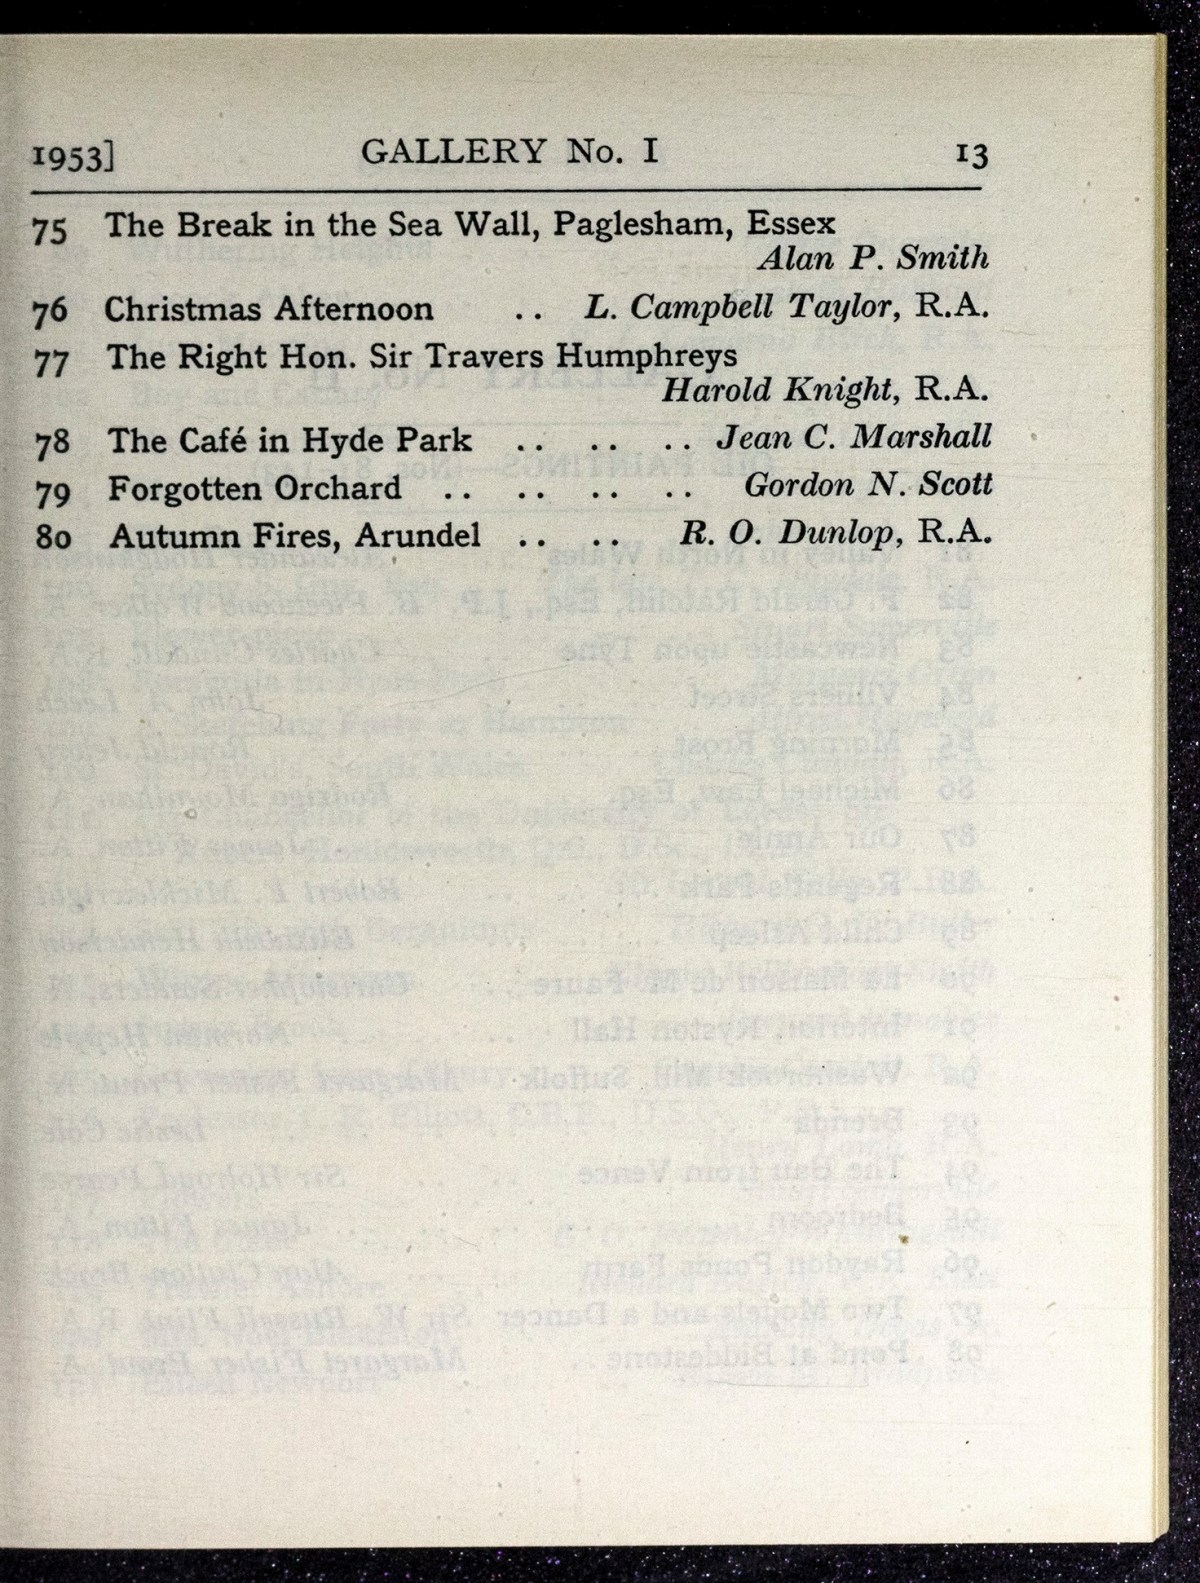 1953] GALLERY No. I 13
75 The Break in the Sea Wall, Paglesham, Essex
Alan P. Smith
76 Christmas Afternoon .. L. Campbell Taylor, R.A.
77 The Right Hon. Sir Travers Humphreys
Harold Knight, R.A.
78 The Café in Hyde Park .. .. .. Jean C. Marshall
79 Forgotten Orchard .. .. .. .. Gordon N. Scott
80 Autumn Fires, Arundel .. .. R. O. Dunlop, R.A.